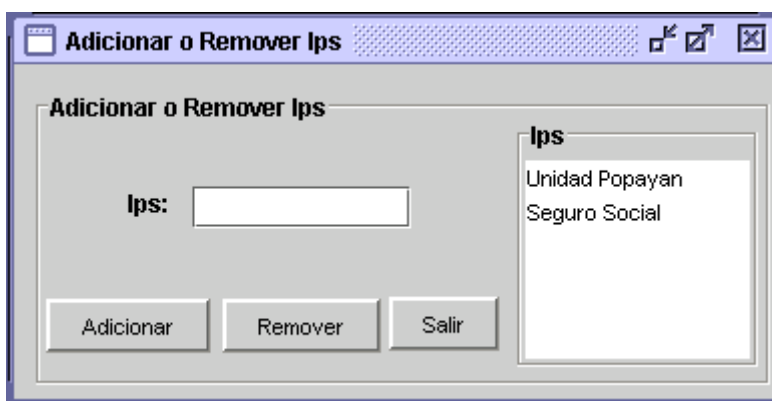 Adicionar o Remover Ips
Adicionar o Remover Ips
Ips:
Ips
Unidad Popayan
Seguro Social
Adicionar
Remover
Salir